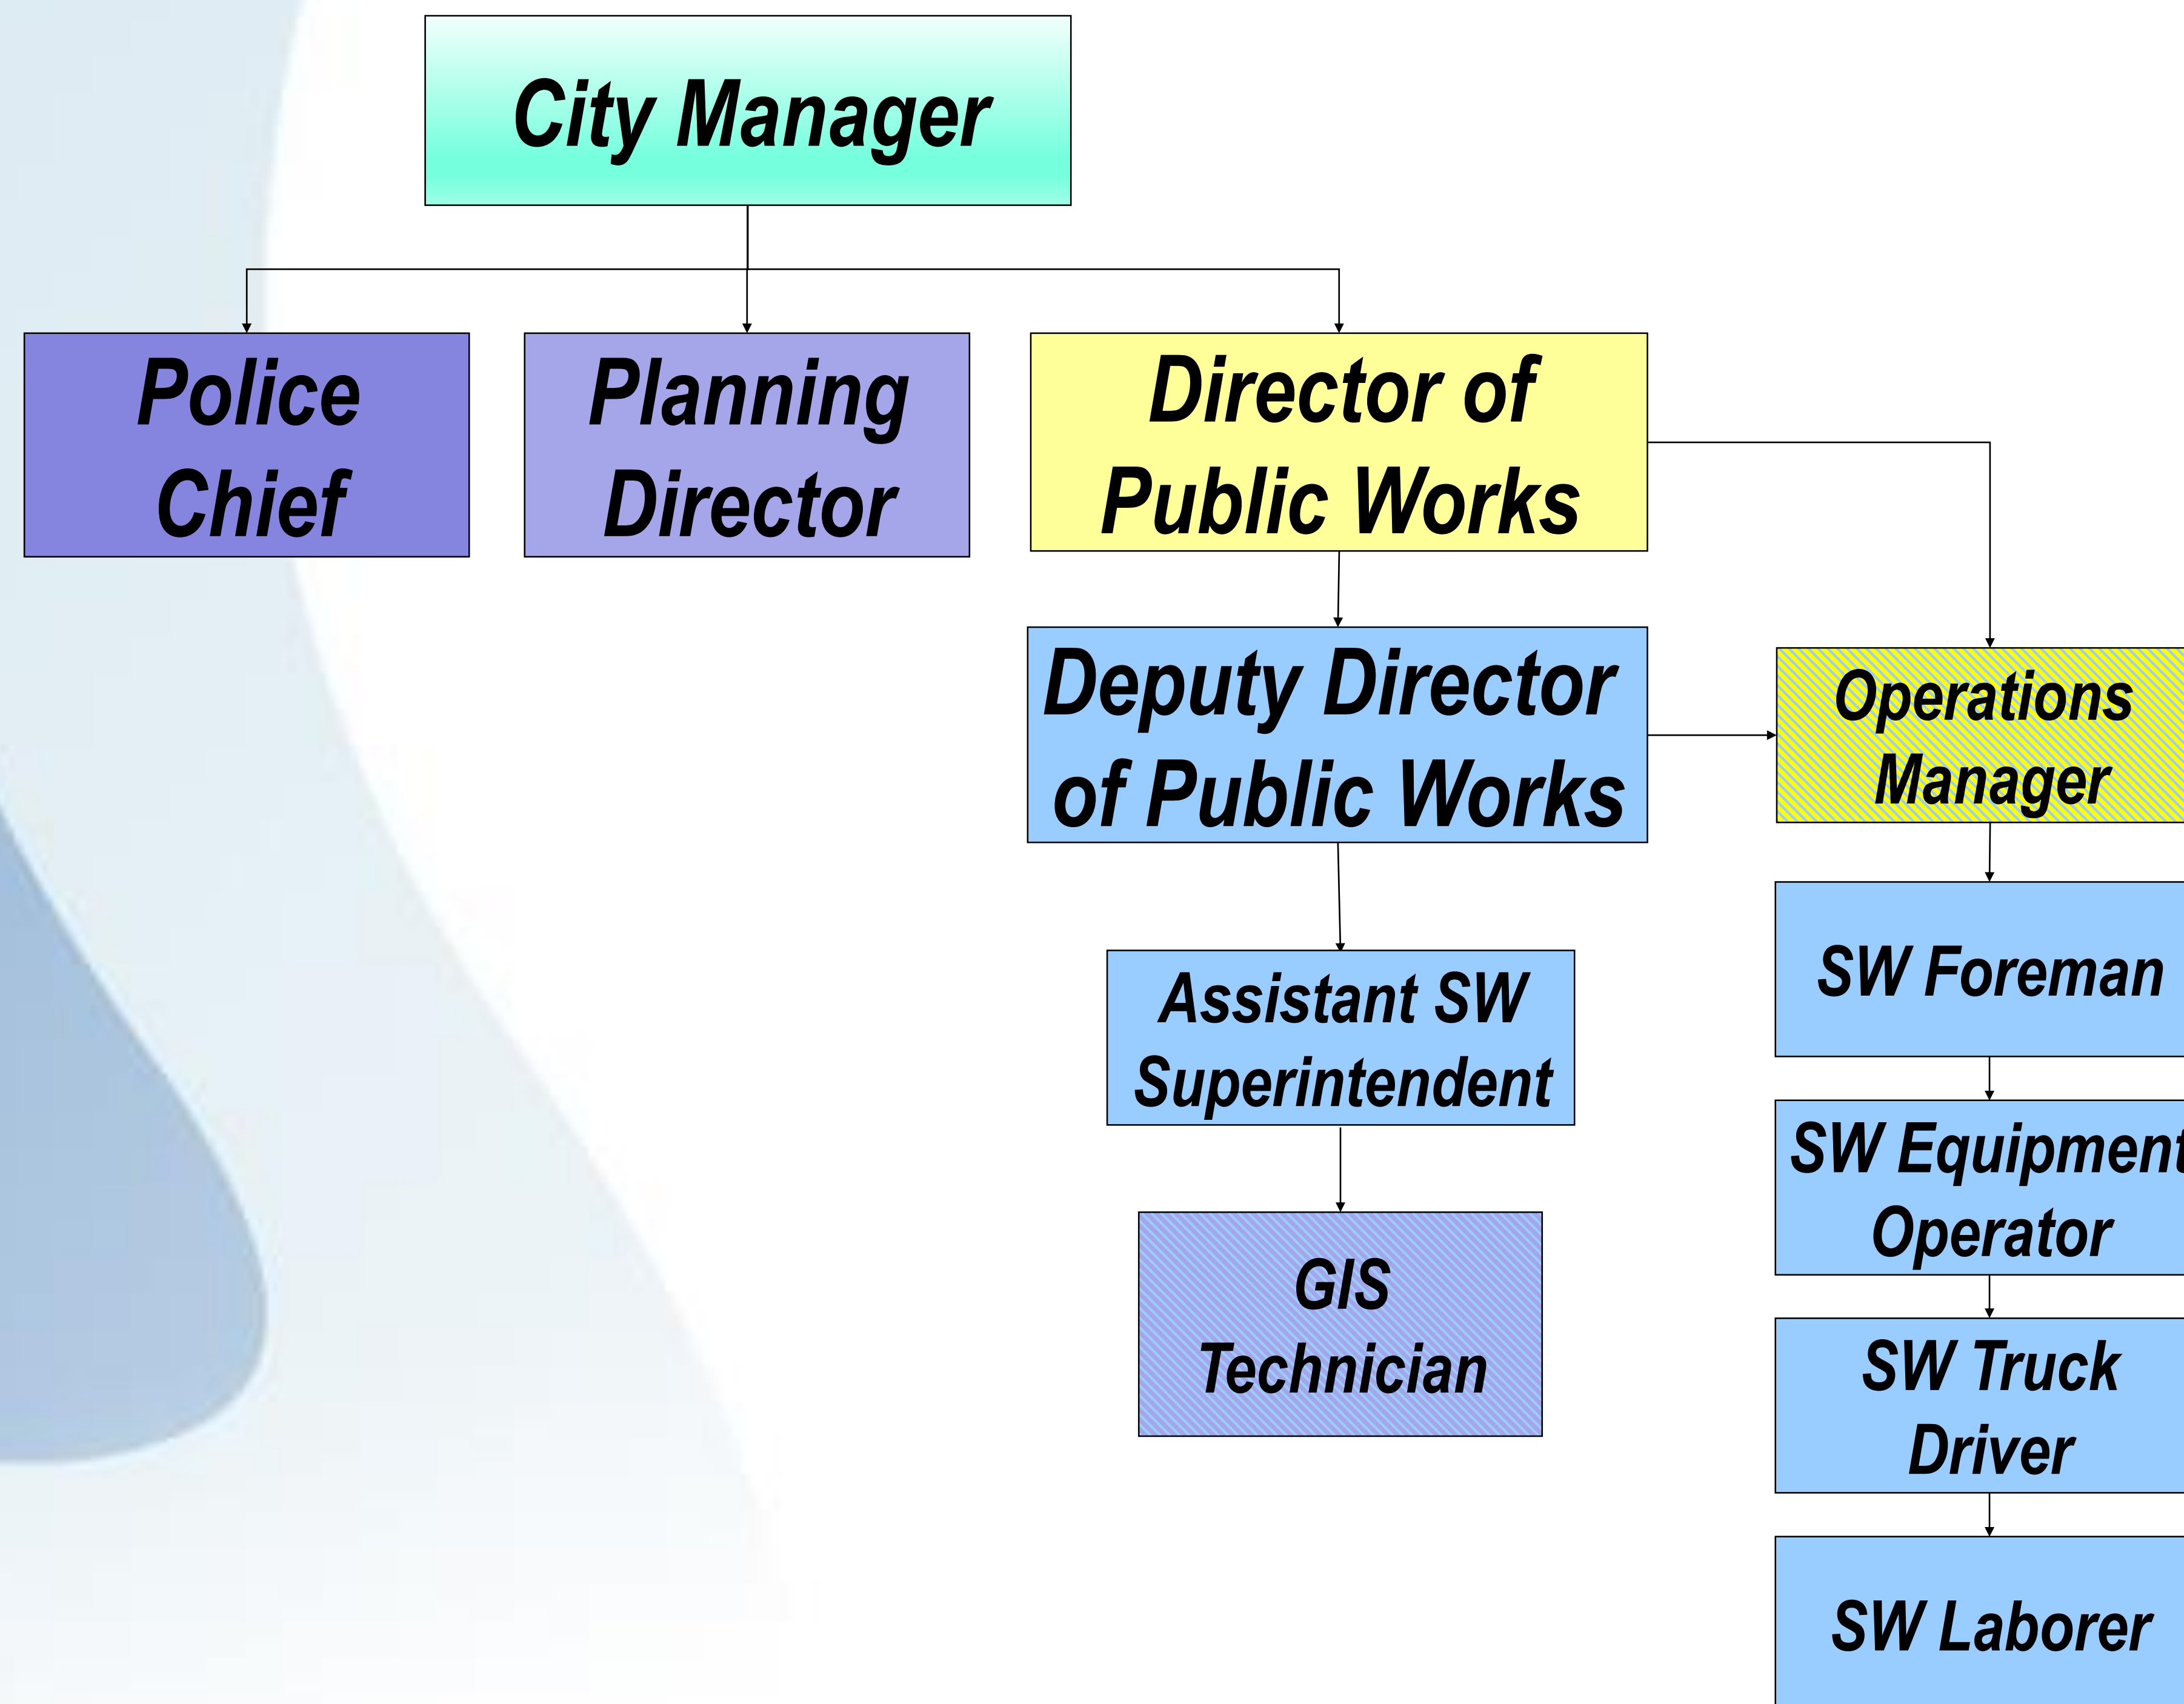 City Manager
Police
Chief
Planning
Director
Director of
Public Works
Deputy Director
of Public Works
Operations
Manager
Assistant SW
Superintendent
GIS
Technician
SW Foreman
SW Equipment
Operator
SW Truck
Driver
SW Laborer